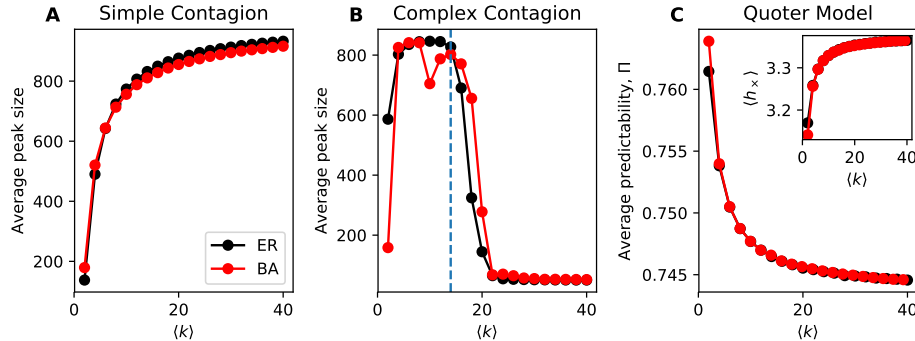 A Simple Contagion
Average peak size
800
600
400
200
0 20 40
⟨k⟩
ER
BA
B Complex Contagion
Average peak size
800
600
400
200
0 20 40
⟨k⟩
C Quoter Model
Average predictability, Π
0.760
0.755
0.750
0.745
0 20 40
⟨k⟩
⟨h×⟩
3.3
3.2
0 20 40
⟨k⟩